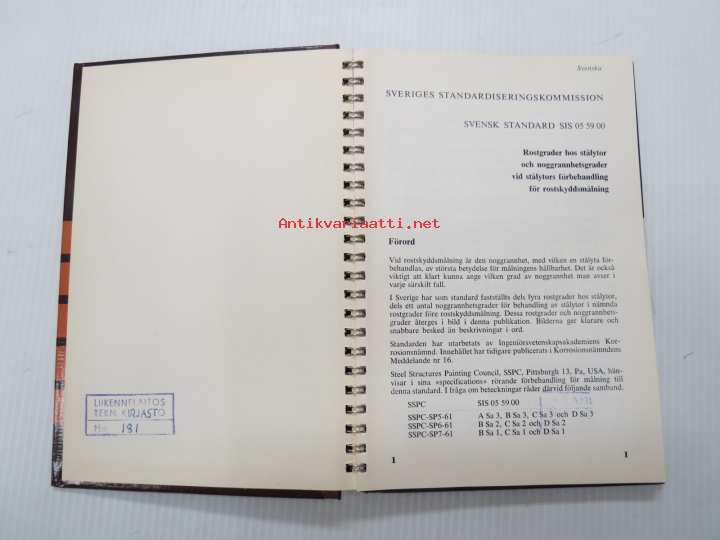 LIIKENNELAITOS
TEKN. KIRJASTO
N:o 181
Antikvariaatti.net
Svenska
SVERIGES STANDARDISERINGSKOMMISSION
SVENSK STANDARD SIS 05 59 00
Rostgrader hos stålytor
och noggrannhetsgrader
vid stålytors förbehandling
för rostskyddsmålning
Förord
Vid rostskyddsmålning är den noggrannhet, med vilken en stålyta för-
behandlas, av största betydelse för målningens hållbarhet. Det är också
viktigt att klart kunna ange vilken grad av noggrannhet man avser i
varje särskilt fall.
I Sverige har som standard fastställts dels fyra rostgrader hos stålytor,
dels ett antal noggrannhetsgrader för behandling av stålytor i nämnda
rostgrader före rostskyddsmålning. Dessa rostgrader och noggrannhets-
grader återges i bild i denna publikation. Bilderna ger klarare och
snabbare besked än beskrivningar i ord.
Standarden har utarbetats av Ingeniörsvetenskapsakademiens Kor-
rosionsnämnd. Innehållet har tidigare publicerats i Korrosionsnämndens
Meddelande nr 16.
Steel Structures Painting Council, SSPC, Pittsburgh 13, Pa, USA, hän-
visar i sina «specifications» rörande förbehandling för målning till
denna standard. I fråga om beteckningar råder därvid följande samband.
SSPC SIS 05 59 00
SSPC-SP5-61 A Sa 3, B Sa 3, C Sa 3 och D Sa 3
SSPC-SP6-61 B Sa 2, C Sa 2 och D Sa 2
SSPC-SP7-61 B Sa 1, C Sa 1 och D Sa 1
1 1